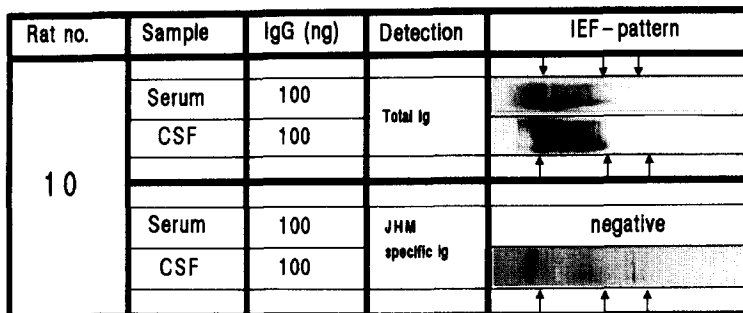 Rat no. Sample IgG (ng) Detection IEF-pattern
Serum 100
Total Ig
CSF 100
10
Serum 100 JHM negative
specific Ig
CSF 100